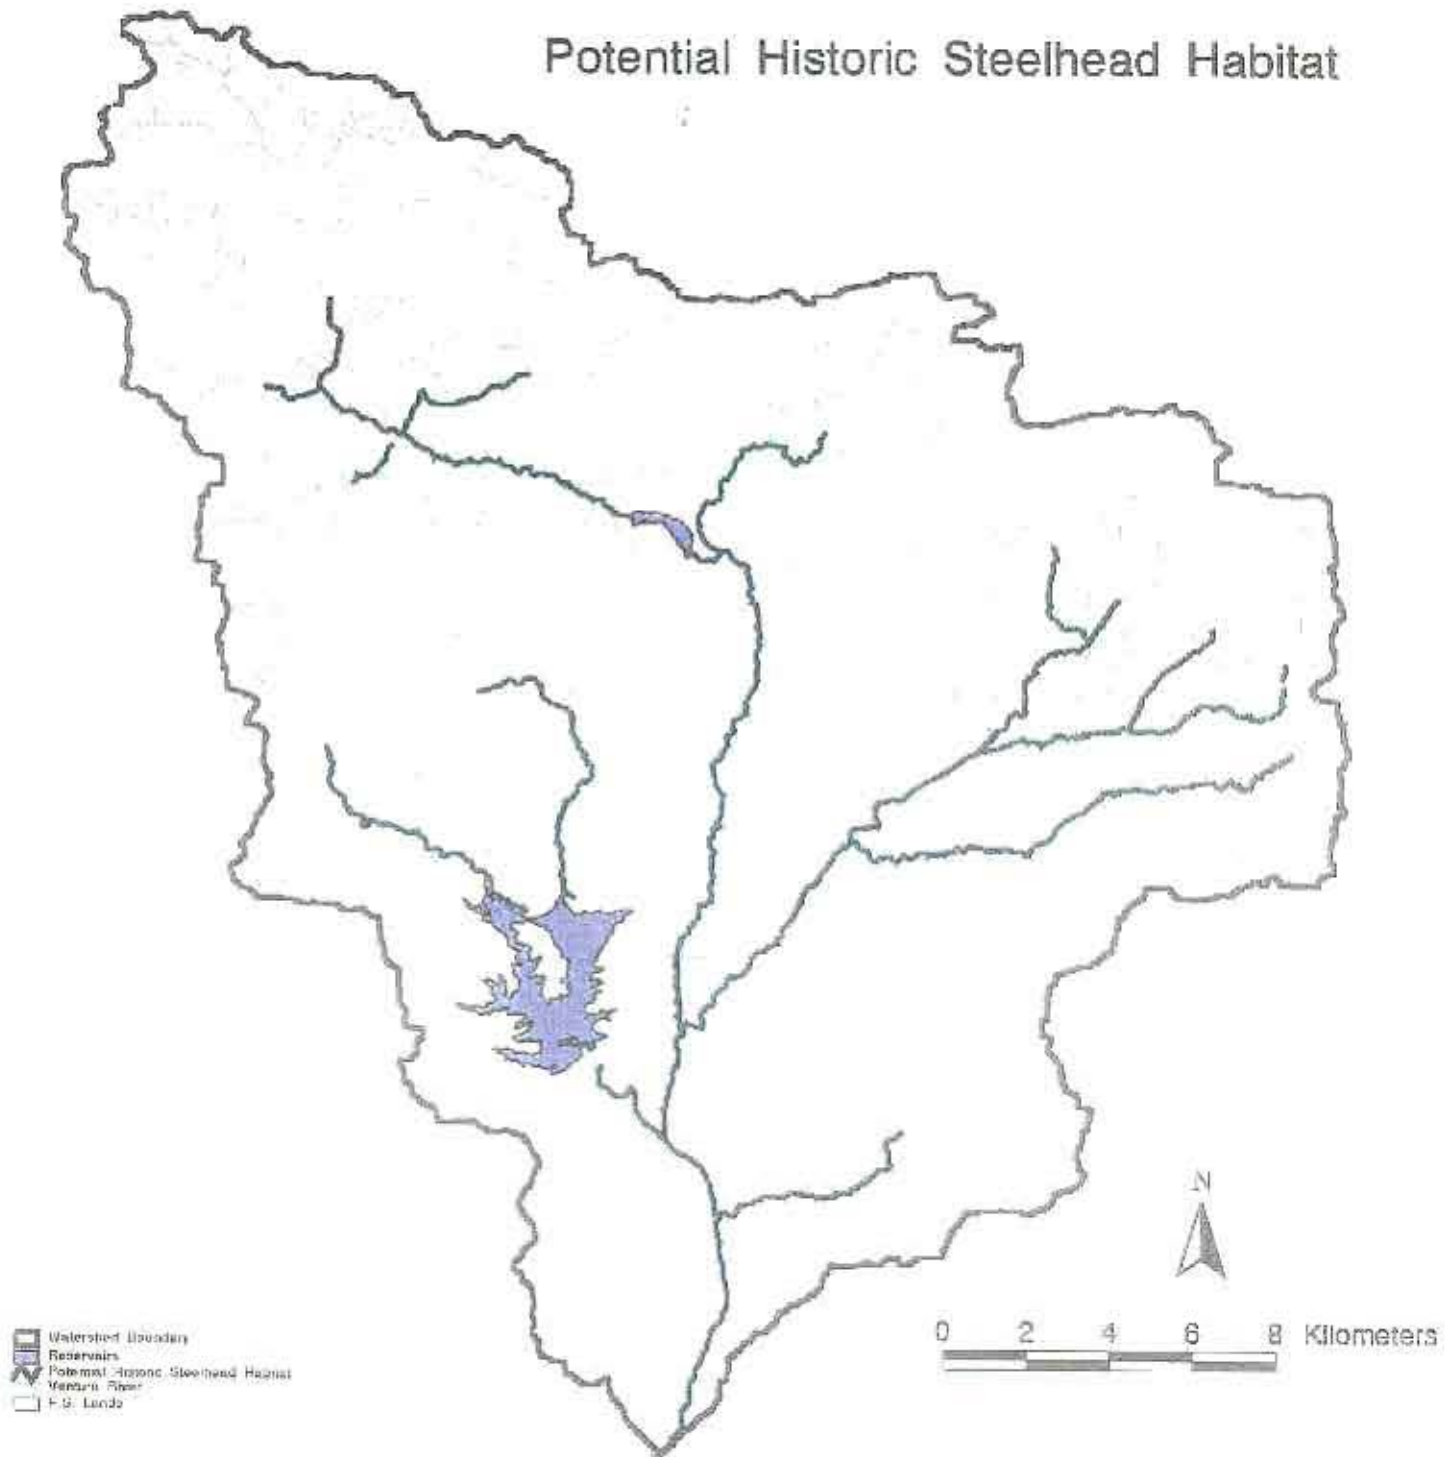 Potential Historic Steelhead Habitat
N
0 2 4 6 8 Kilometers
Watershed Boundary
Reservoirs
Potential Historic Steelhead Habitat
Ventura River
F.S. Lands